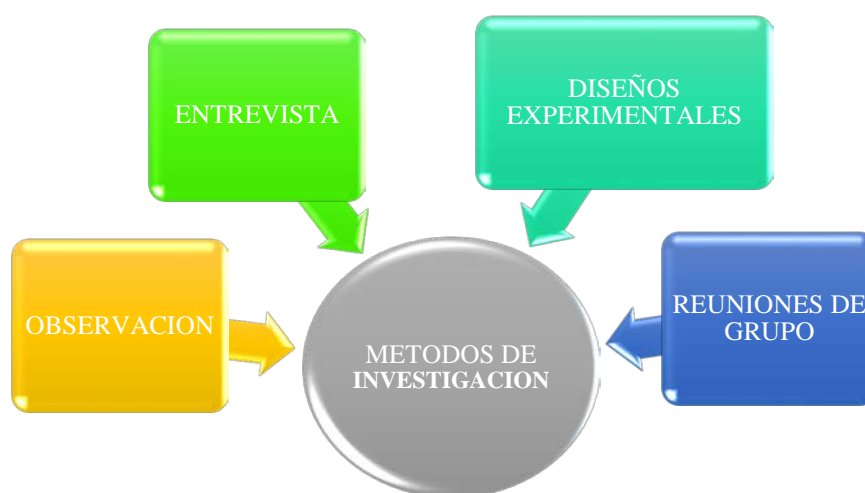 ENTREVISTA
DISEÑOS
EXPERIMENTALES
OBSERVACION
REUNIONES DE
GRUPO
METODOS DE
INVESTIGACION